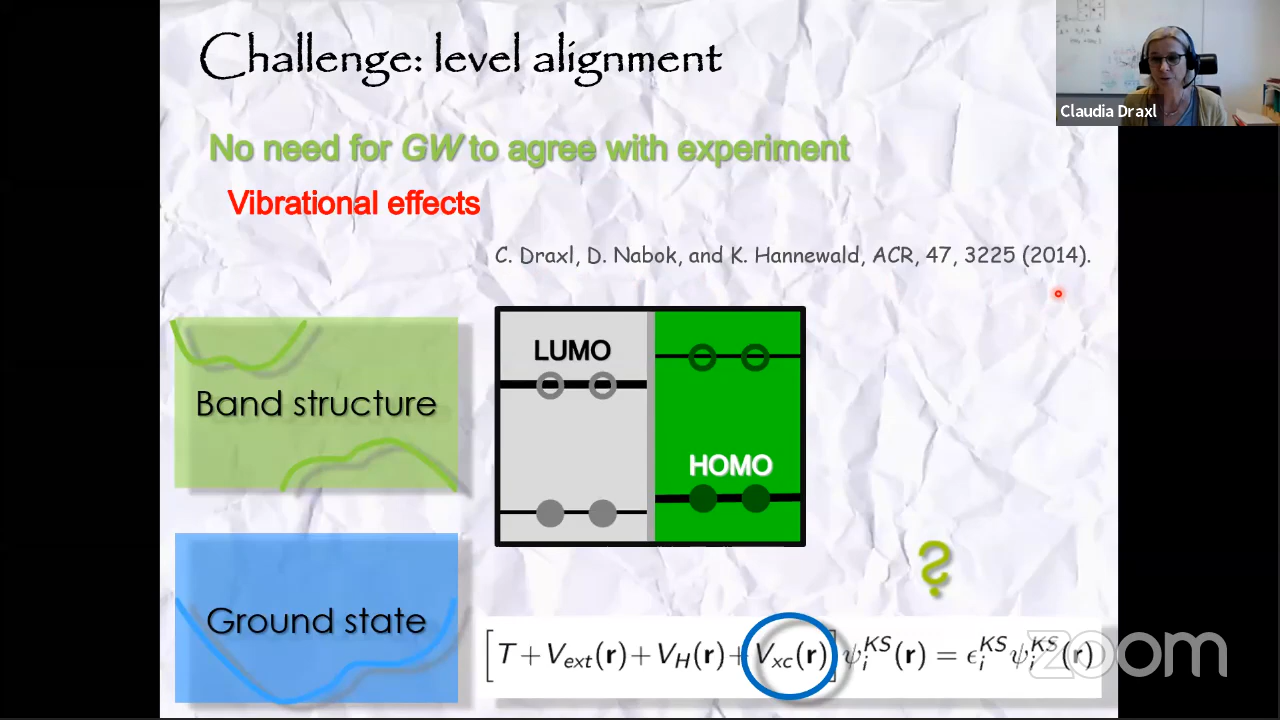 Challenge: level alignment
Claudia Draxl
No need for GW to agree with experiment
Vibrational effects
C. Draxl, D. Nabok, and K. Hannewald, ACR, 47, 3225 (2014).
LUMO
Band structure
HOMO
?
Ground state
[T + V_ext(r) + V_H(r) + V_xc(r)] ψ_i^KS(r) = ϵ_i^KS ψ_i^KS(r)
zoom